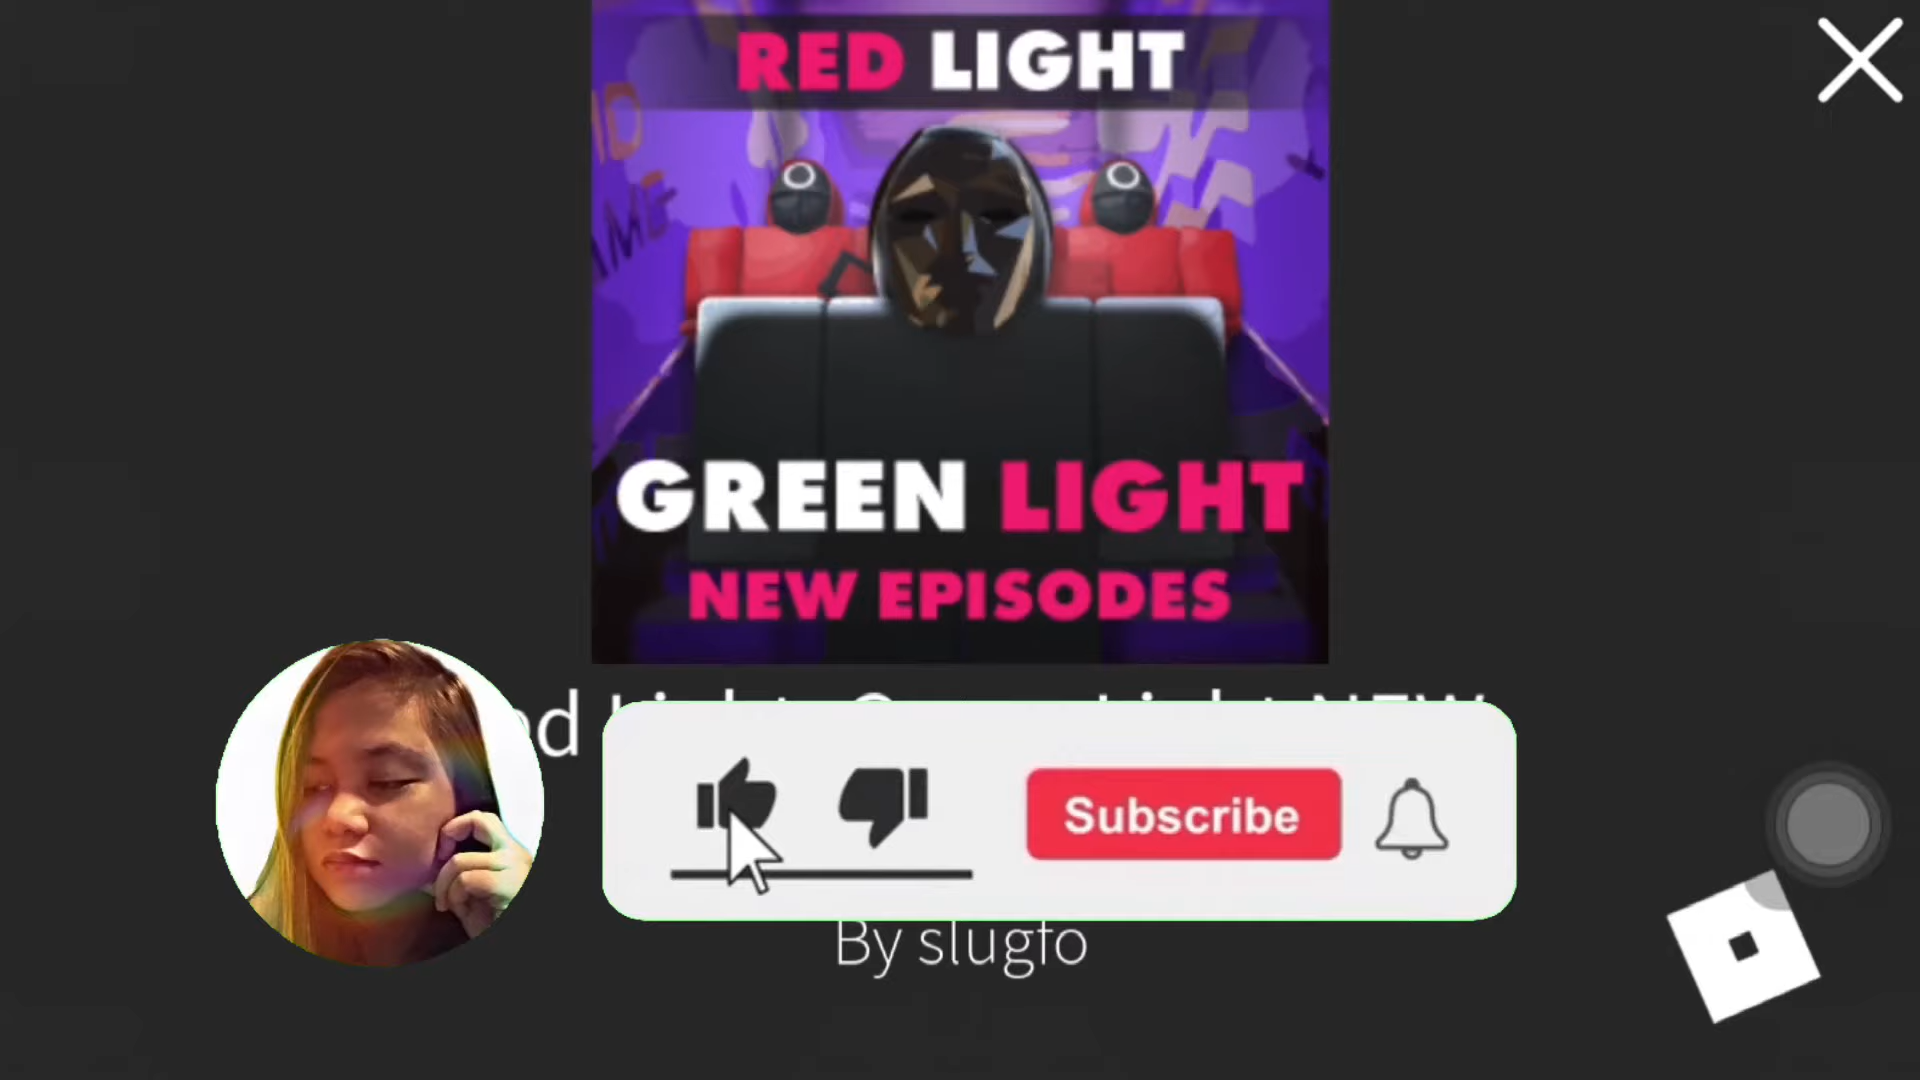 RED LIGHT
GREEN LIGHT
NEW EPISODES
Subscribe
By slugfo